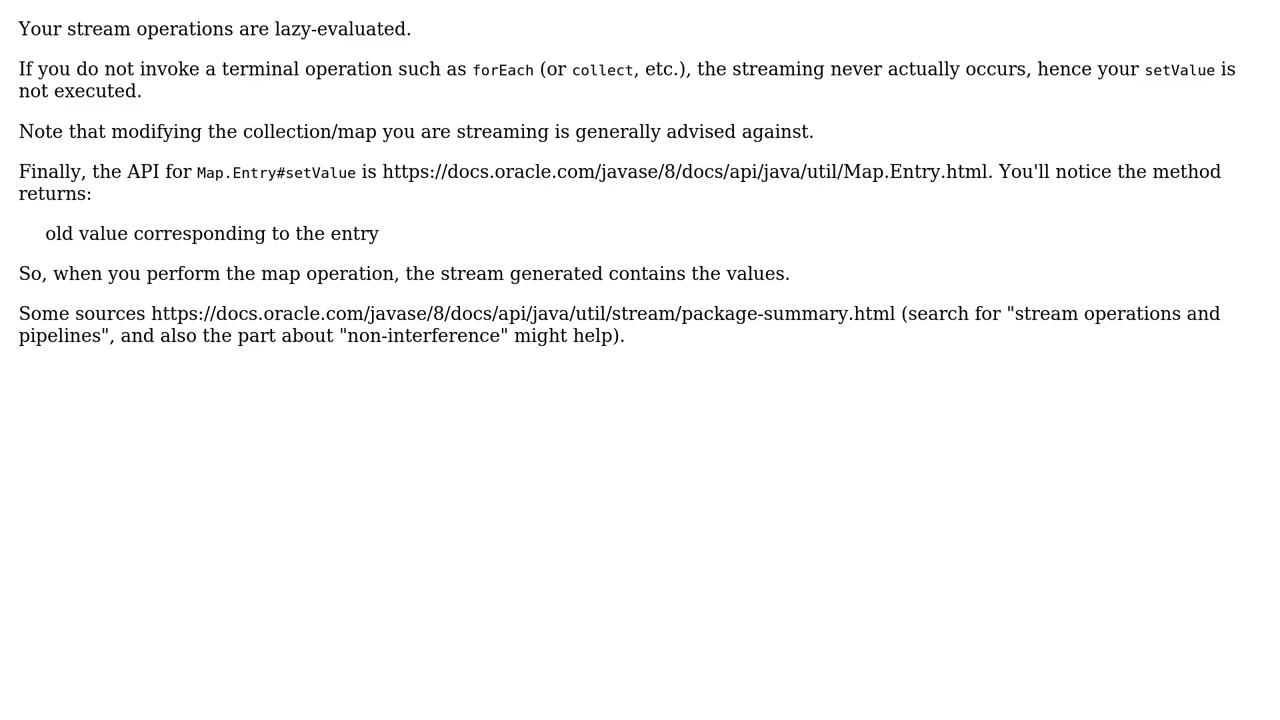 Your stream operations are lazy-evaluated.
If you do not invoke a terminal operation such as forEach (or collect, etc.), the streaming never actually occurs, hence your setValue is
not executed.
Note that modifying the collection/map you are streaming is generally advised against.
Finally, the API for Map.Entry#setValue is https://docs.oracle.com/javase/8/docs/api/java/util/Map.Entry.html. You'll notice the method
returns:
old value corresponding to the entry
So, when you perform the map operation, the stream generated contains the values.
Some sources https://docs.oracle.com/javase/8/docs/api/java/util/stream/package-summary.html (search for "stream operations and
pipelines", and also the part about "non-interference" might help).